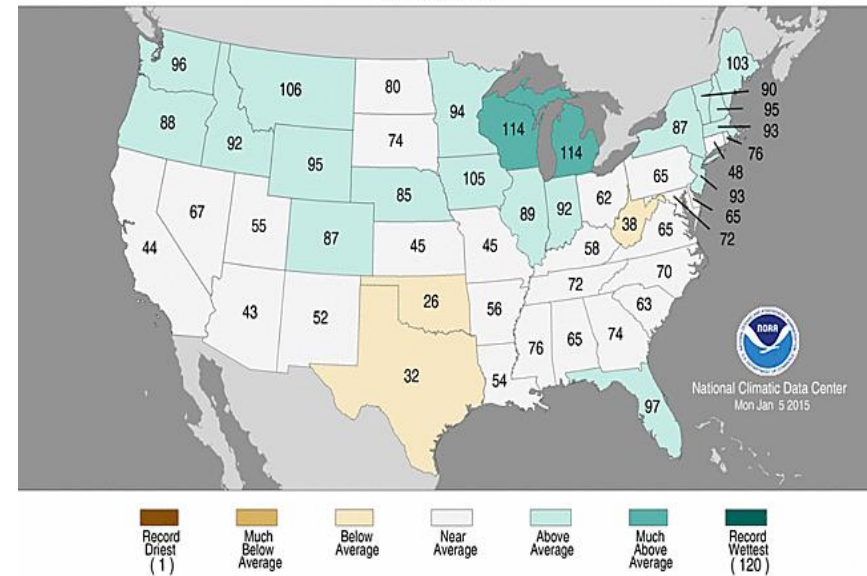 96
106
80
94
103
90
88
92
74
114
114
95
87
93
76
95
85
105
48
65
93
67
55
87
89
92
62
38
65
65
72
44
45
45
58
43
52
26
56
72
70
63
32
76
65
74
54
97
NOAA
National Climatic Data Center
Mon Jan 5 2015
Record
Driest
(1)
Much
Below
Average
Below
Average
Near
Average
Above
Average
Much
Above
Average
Record
Wettest
(120)